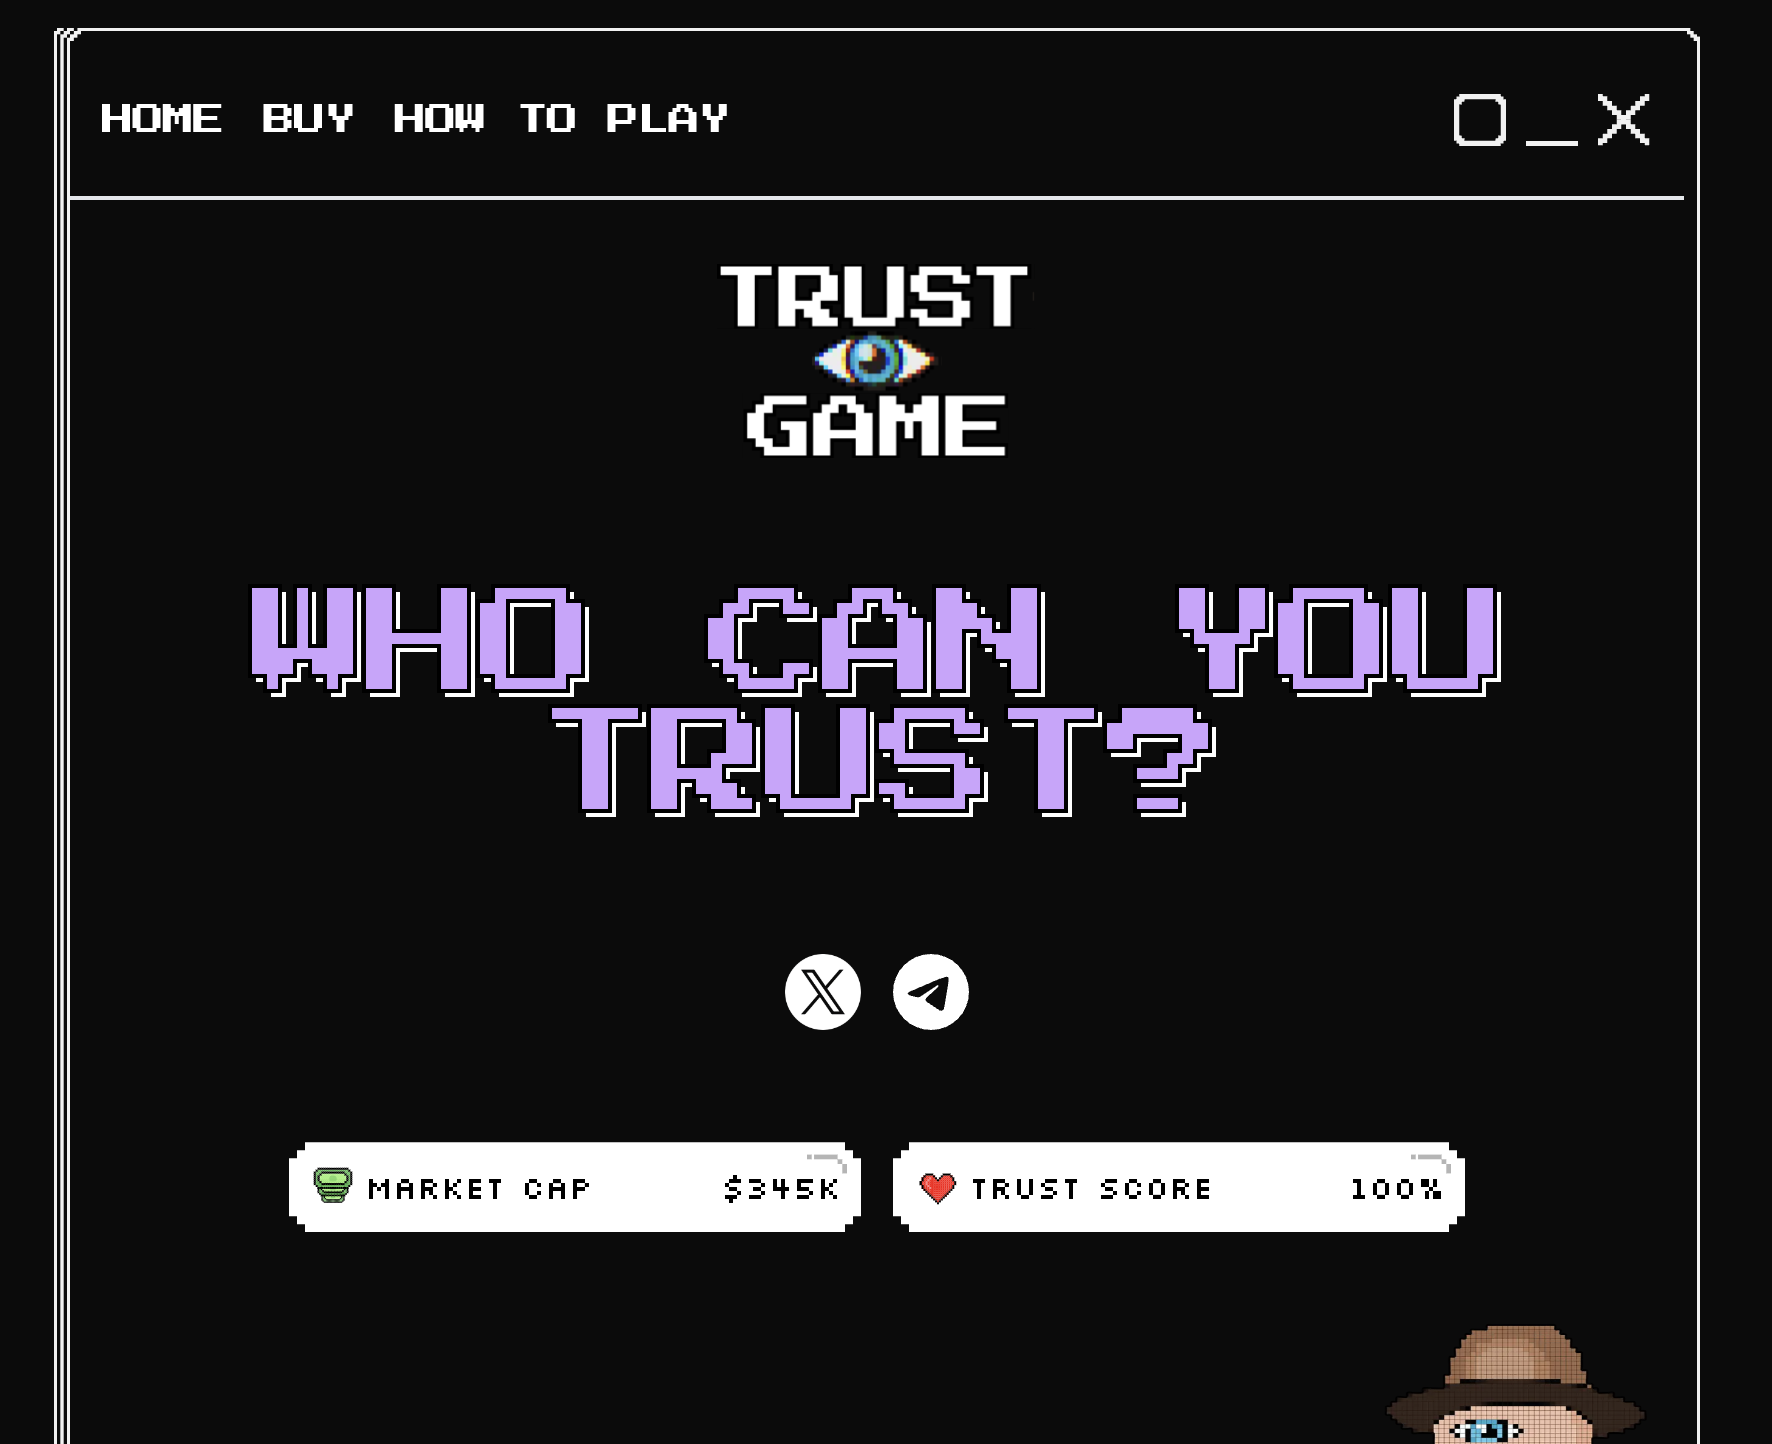 HOME BUY HOW TO PLAY
TRUST
GAME
WHO CAN YOU
TRUST?
MARKET CAP $345K
TRUST SCORE 100%